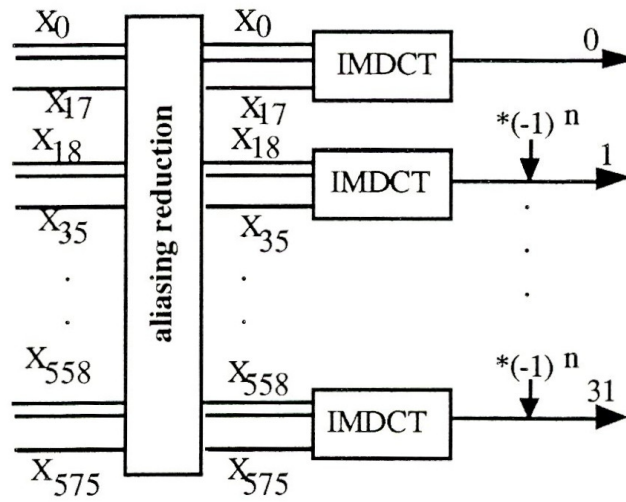 X0 X0 0
IMDCT
X17 X17 *(-1) n
X18 X18 1
IMDCT
X35 X35
aliasing reduction
X558 X558 *(-1) n
31
IMDCT
X575 X575